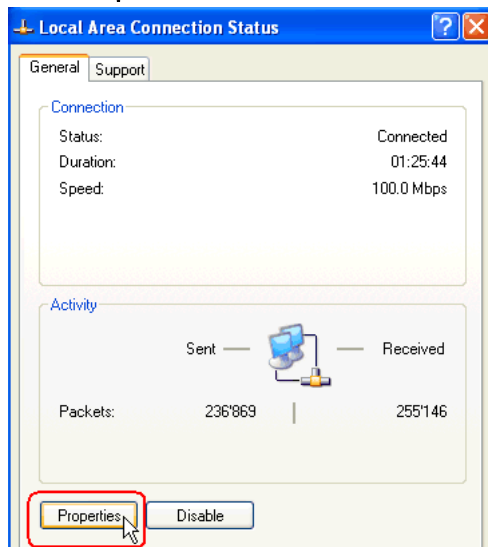 Local Area Connection Status
General Support
Connection
Status: Connected
Duration: 01:25:44
Speed: 100.0 Mbps
Activity
Sent — — Received
Packets: 236'869 | 255'146
Properties Disable